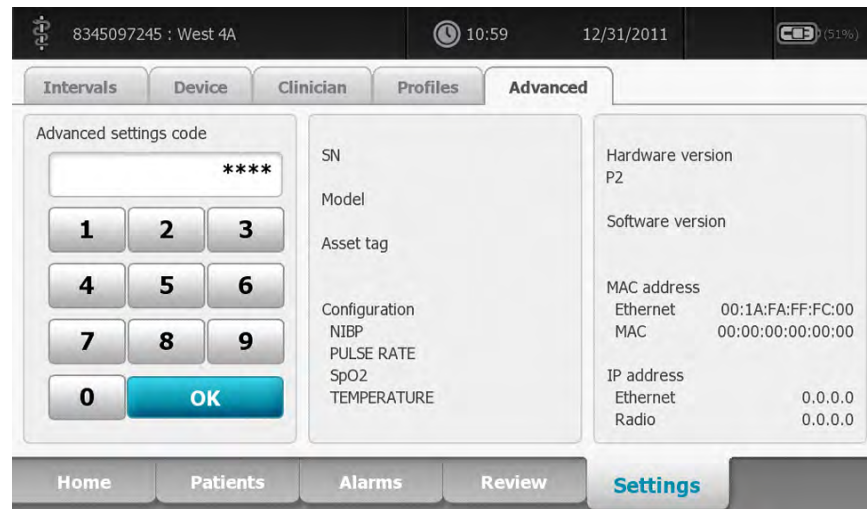 8345097245 : West 4A 10:59 12/31/2011 (51%)
Intervals Device Clinician Profiles Advanced
Advanced settings code
****
1 2 3
4 5 6
7 8 9
0 OK
SN
Model
Asset tag
Configuration
NIBP
PULSE RATE
SpO2
TEMPERATURE
Hardware version
P2
Software version
MAC address
Ethernet 00:1A:FA:FF:FC:00
MAC 00:00:00:00:00:00
IP address
Ethernet 0.0.0.0
Radio 0.0.0.0
Home Patients Alarms Review Settings